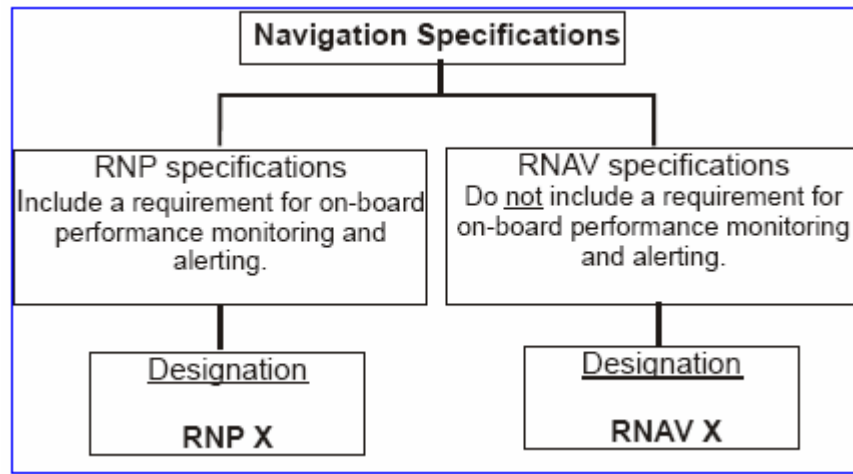 Navigation Specifications
RNP specifications
Include a requirement for on-board
performance monitoring and
alerting.
RNAV specifications
Do not include a requirement for
on-board performance monitoring
and alerting.
Designation
RNP X
Designation
RNAV X